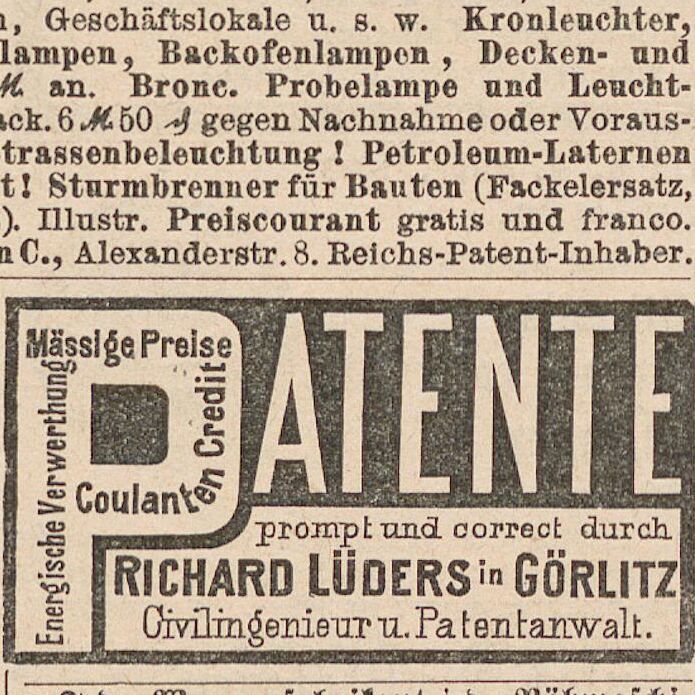 Geschäftslokale u. s. w. Kronleuchter,
lampen, Backofenlampen, Decken- und
M. an. Bronc. Probelampe und Leucht-
ack. 6 M. 50 ₰ gegen Nachnahme oder Voraus-
trassenbeleuchtung! Petroleum-Laternen
t! Sturmbrenner für Bauten (Fackelersatz,
). Illustr. Preiscourant gratis und franco.
n C., Alexanderstr. 8. Reichs-Patent-Inhaber.
PATENTE
Mässige Preise
Coulanten Credit
Energische Verwerthung
prompt und correct durch
RICHARD LÜDERS in GÖRLITZ
Civilingenieur u. Patentanwalt.